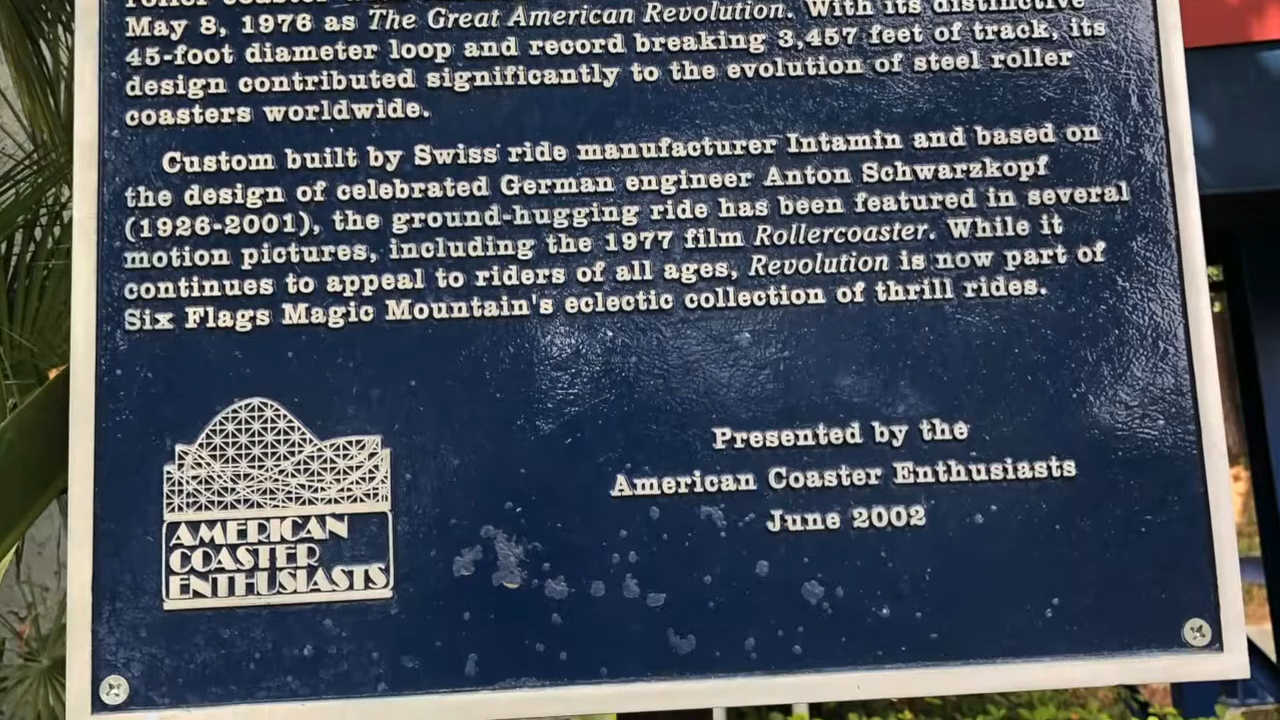 roller coaster
May 8, 1976 as The Great American Revolution. With its distinctive
45-foot diameter loop and record breaking 3,457 feet of track, its
design contributed significantly to the evolution of steel roller
coasters worldwide.
Custom built by Swiss ride manufacturer Intamin and based on
the design of celebrated German engineer Anton Schwarzkopf
(1926-2001), the ground-hugging ride has been featured in several
motion pictures, including the 1977 film Rollercoaster. While it
continues to appeal to riders of all ages, Revolution is now part of
Six Flags Magic Mountain's eclectic collection of thrill rides.
Presented by the
American Coaster Enthusiasts
June 2002
AMERICAN
COASTER
ENTHUSIASTS